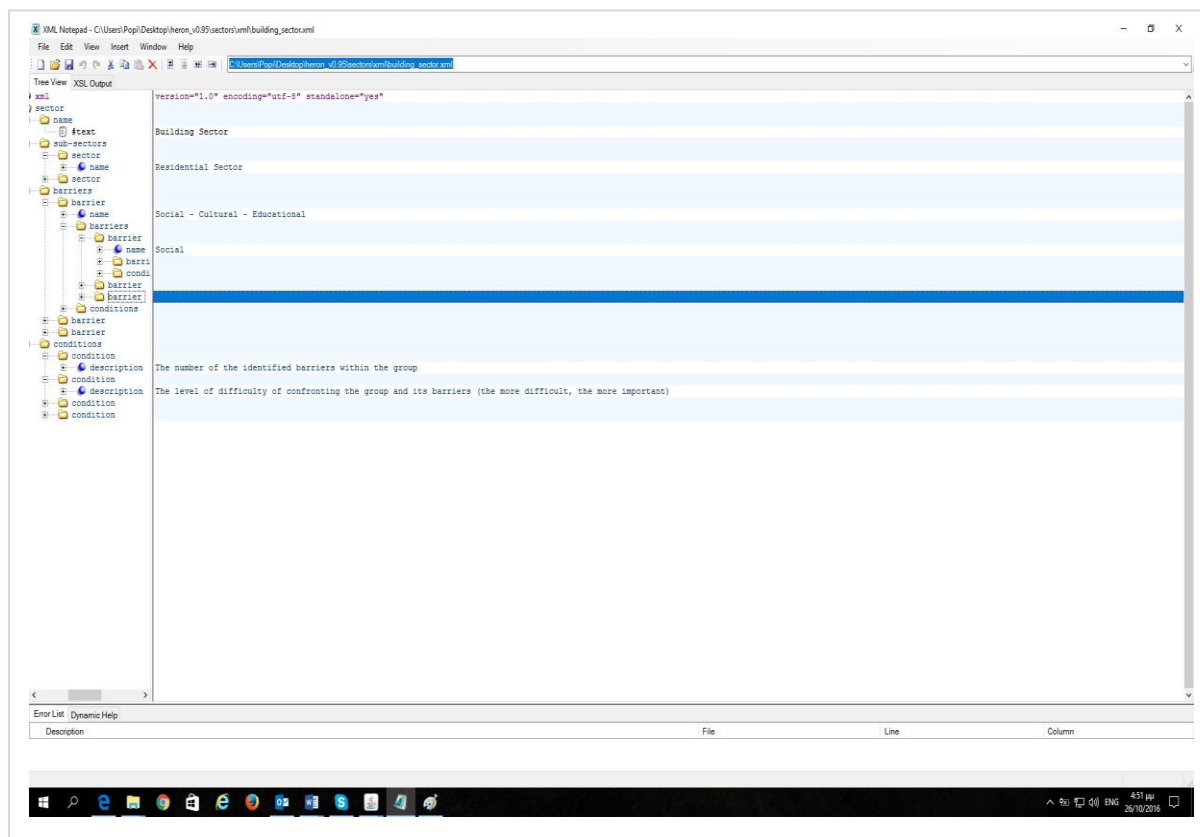 XML Notepad - C:\Users\Popi\Desktop\heron_v0.95\sectors\xml\building_sector.xml
File Edit View Insert Window Help
C:\Users\Popi\Desktop\heron_v0.95\sectors\xml\building_sector.xml
Tree View XSL Output
xml version="1.0" encoding="utf-8" standalone="yes"
sector
name
#text Building Sector
sub-sectors
sector
name Residential Sector
sector
barriers
barrier
name Social - Cultural - Educational
barriers
barrier
name Social
barri
condi
barrier
barrier
conditions
barrier
barrier
conditions
condition
description The number of the identified barriers within the group
condition
description The level of difficulty of confronting the group and its barriers (the more difficult, the more important)
condition
condition
Error List Dynamic Help
Description File Line Column
ENG 4:51 μμ
26/10/2016